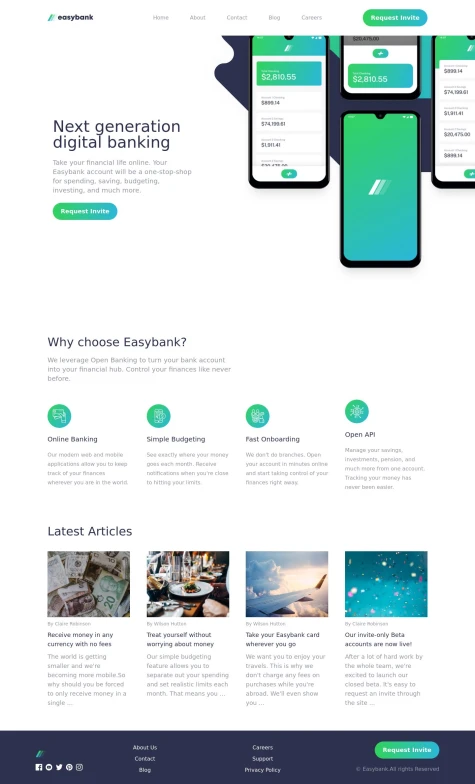 easybank
Home About Contact Blog Careers
Request Invite
$20,475.00
$2,810.55
$899.14
$74,199.61
$1,911.41
$2,810.55
$899.14
$74,199.61
$1,911.41
$20,475.00
$899.14
Next generation
digital banking
Take your financial life online. Your
Easybank account will be a one-stop-shop
for spending, saving, budgeting,
investing, and much more.
Request Invite
Why choose Easybank?
We leverage Open Banking to turn your bank account
into your financial hub. Control your finances like never
before.
Online Banking
Our modern web and mobile
applications allow you to keep
track of your finances
wherever you are in the world.
Simple Budgeting
See exactly where your money
goes each month. Receive
notifications when you're close
to hitting your limits.
Fast Onboarding
We don't do branches. Open
your account in minutes online
and start taking control of your
finances right away.
Open API
Manage your savings,
investments, pension, and
much more from one account.
Tracking your money has
never been easier.
Latest Articles
By Claire Robinson
Receive money in any
currency with no fees
The world is getting
smaller and we're
becoming more mobile.So
why should you be forced
to only receive money in a
single ...
By Wilson Hutton
Treat yourself without
worrying about money
Our simple budgeting
feature allows you to
separate out your spending
and set realistic limits each
month. That means you ...
By Wilson Hutton
Take your Easybank card
wherever you go
We want you to enjoy your
travels. This is why we
don't charge any fees on
purchases while you're
abroad. We'll even show
you ...
By Claire Robinson
Our invite-only Beta
accounts are now live!
After a lot of hard work by
the whole team, we're
excited to launch our
closed beta. It's easy to
request an invite through
the site ...
About Us
Contact
Blog
Careers
Support
Privacy Policy
Request Invite
© Easybank.All rights Reserved